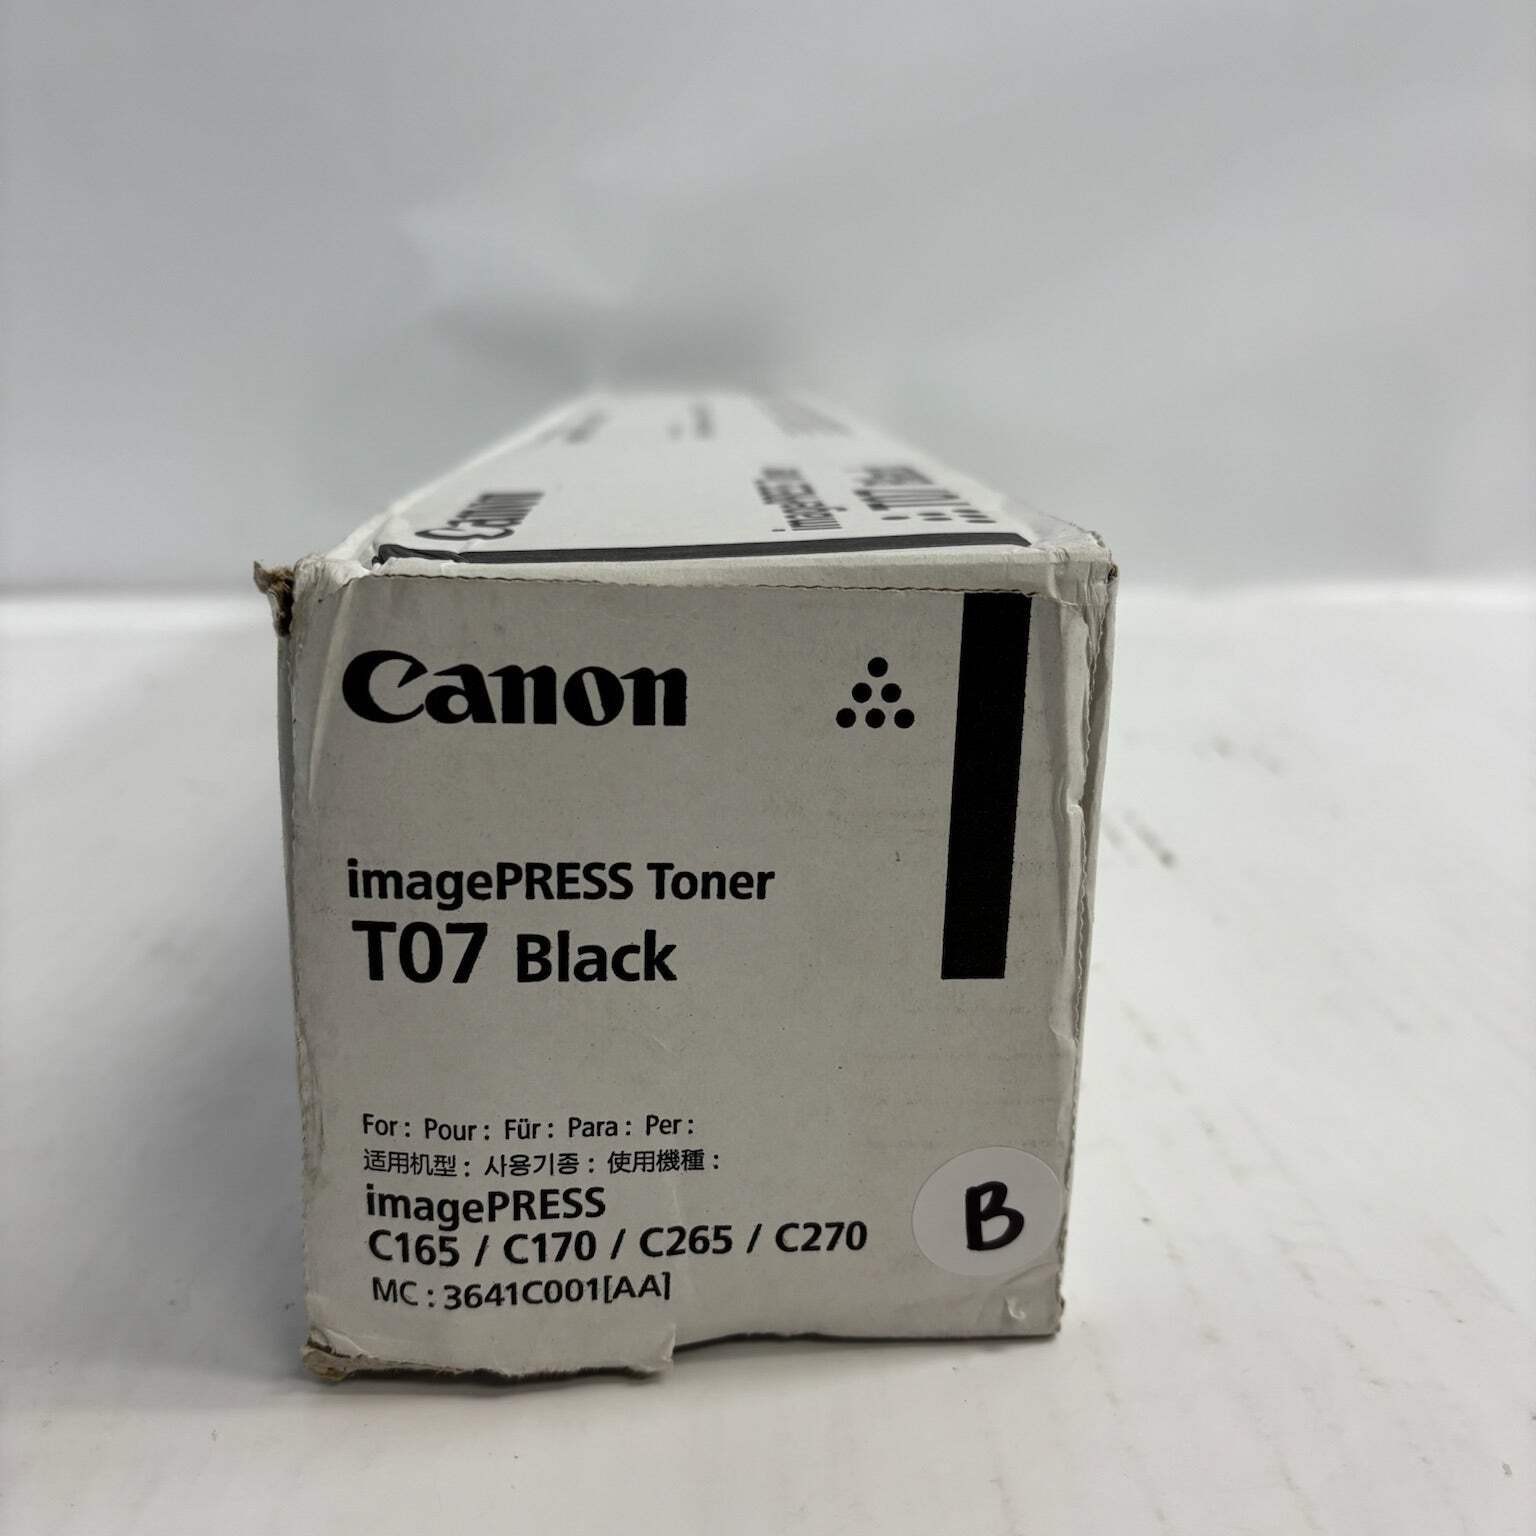 Canon
Canon
imagePRESS Toner
T07 Black
For : Pour : Für : Para : Per :
适用机型 : 사용기종 : 使用機種 :
imagePRESS
C165 / C170 / C265 / C270
MC : 3641C001[AA]
B